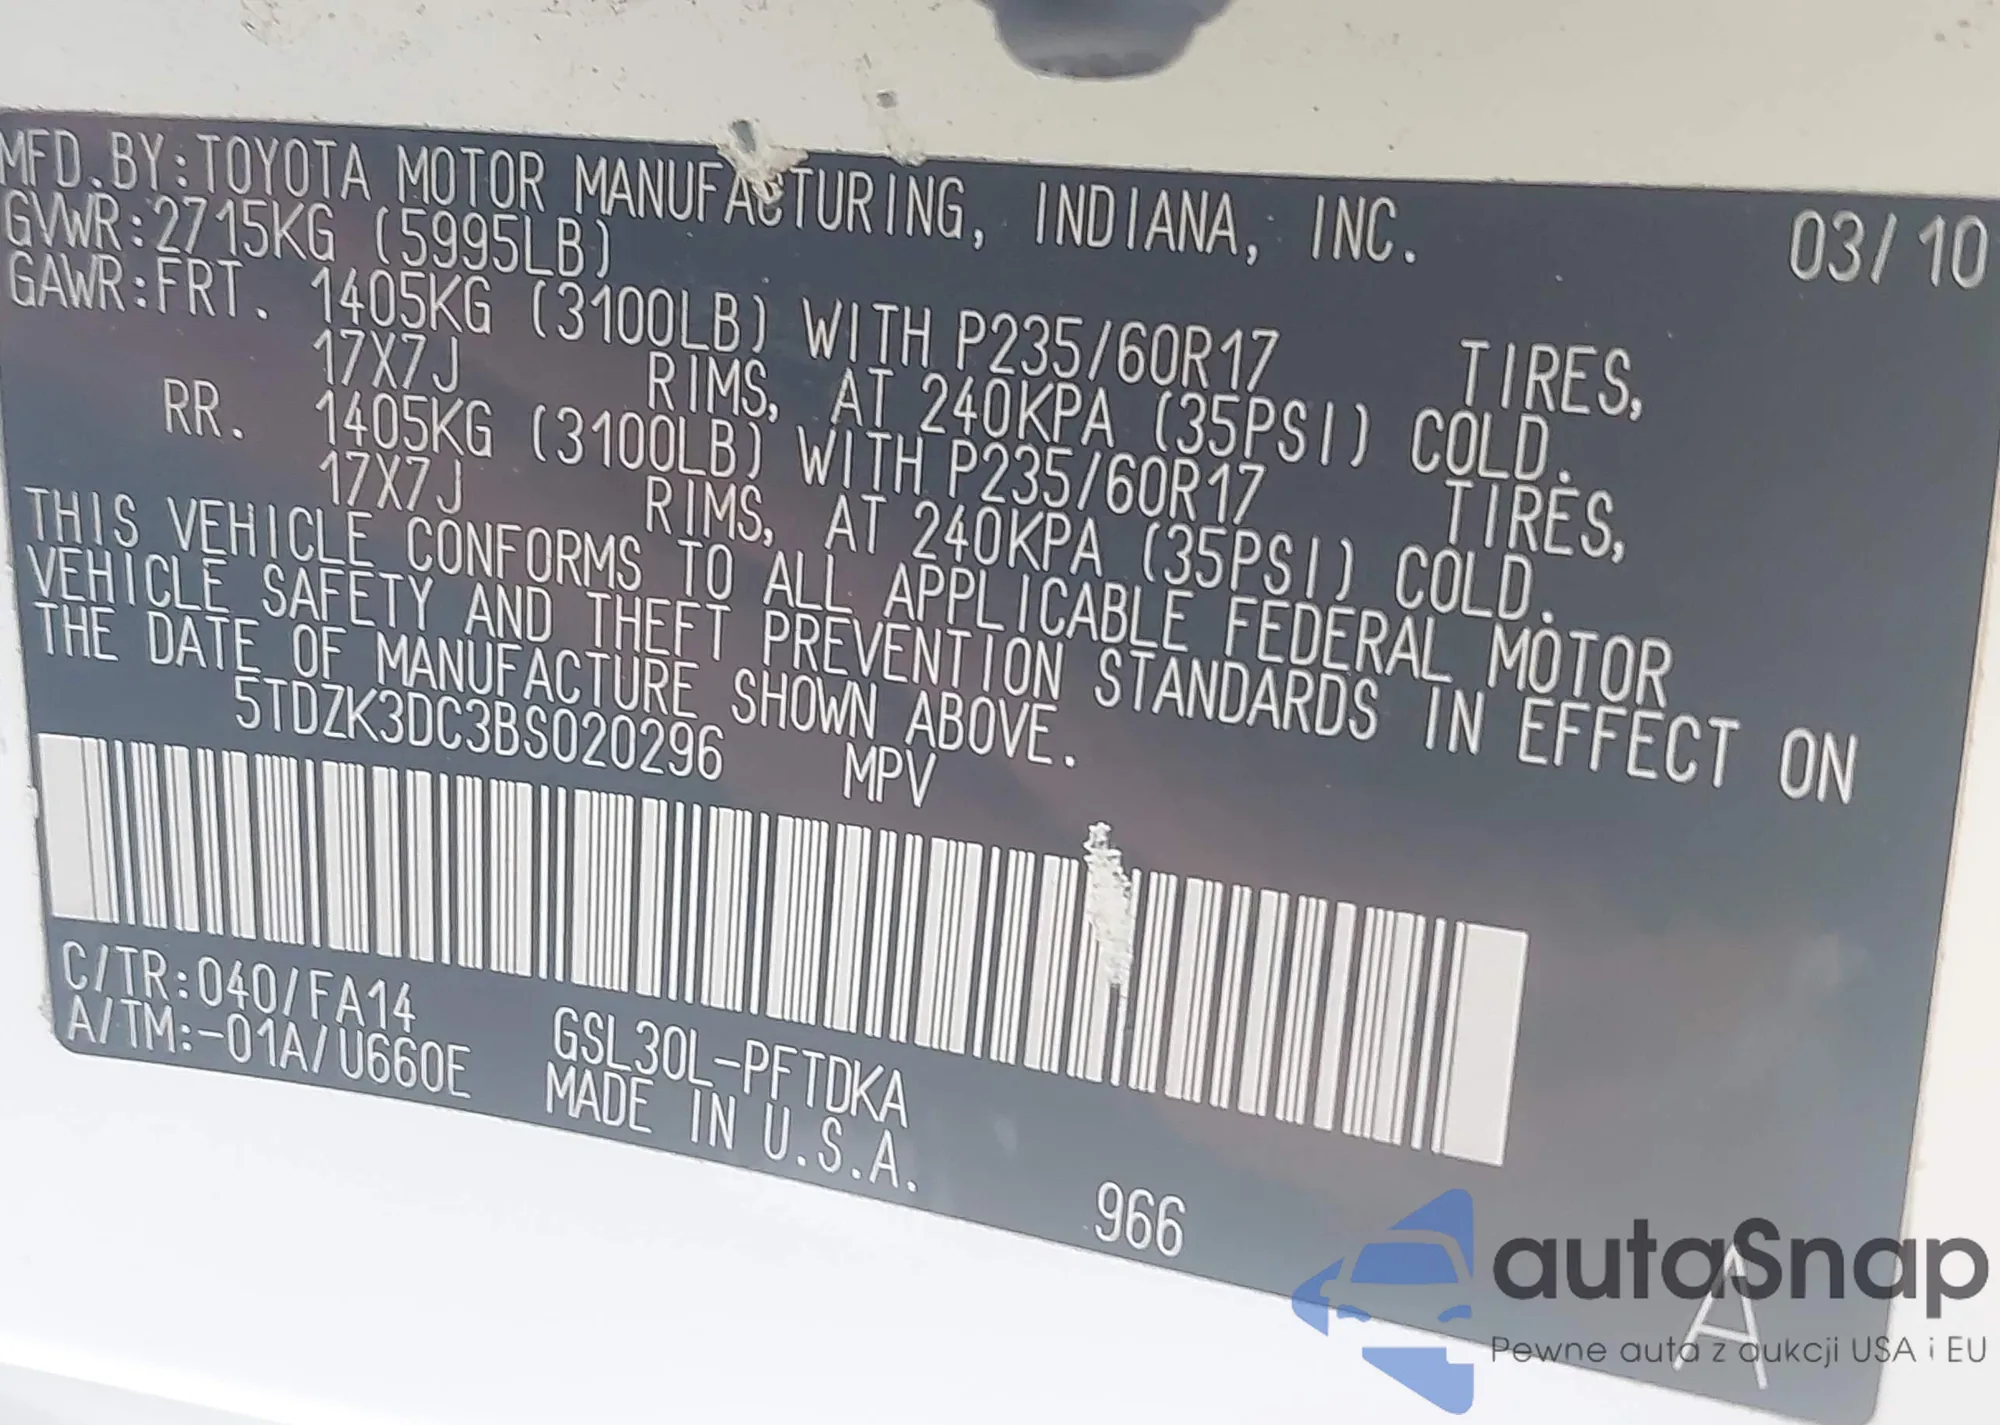 MFD.BY:TOYOTA MOTOR MANUFACTURING, INDIANA, INC. 03/10
GVWR:2715KG (5995LB)
GAWR:FRT. 1405KG (3100LB) WITH P235/60R17 TIRES,
17X7J RIMS, AT 240KPA (35PSI) COLD.
RR. 1405KG (3100LB) WITH P235/60R17 TIRES,
17X7J RIMS, AT 240KPA (35PSI) COLD.
THIS VEHICLE CONFORMS TO ALL APPLICABLE FEDERAL MOTOR
VEHICLE SAFETY AND THEFT PREVENTION STANDARDS IN EFFECT ON
THE DATE OF MANUFACTURE SHOWN ABOVE.
5TDZK3DC3BS020296 MPV
C/TR:040/FA14 GSL30L-PFTDKA
A/TM:-01A/U660E MADE IN U.S.A.
966
A
autoSnap
Pewne auta z aukcji USA i EU